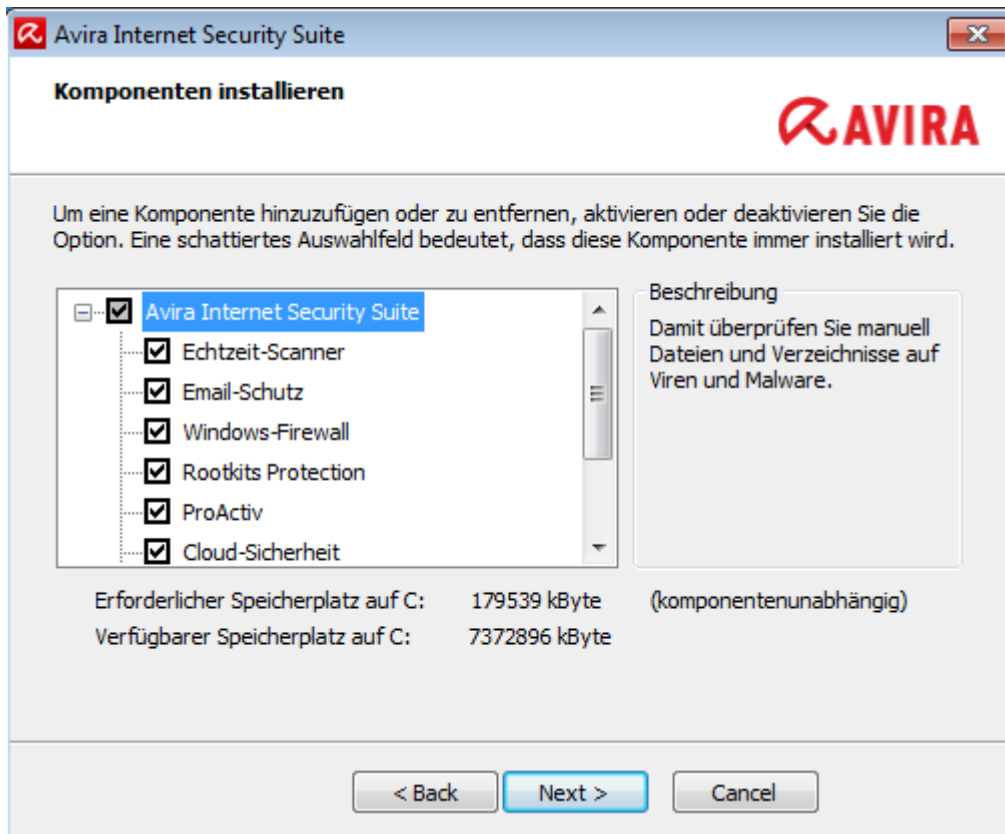 Avira Internet Security Suite
Komponenten installieren
AVIRA
Um eine Komponente hinzuzufügen oder zu entfernen, aktivieren oder deaktivieren Sie die
Option. Eine schattiertes Auswahlfeld bedeutet, dass diese Komponente immer installiert wird.
Avira Internet Security Suite
Echtzeit-Scanner
Email-Schutz
Windows-Firewall
Rootkits Protection
ProActiv
Cloud-Sicherheit
Beschreibung
Damit überprüfen Sie manuell
Dateien und Verzeichnisse auf
Viren und Malware.
Erforderlicher Speicherplatz auf C: 179539 kByte (komponentenunabhängig)
Verfügbarer Speicherplatz auf C: 7372896 kByte
< Back Next > Cancel